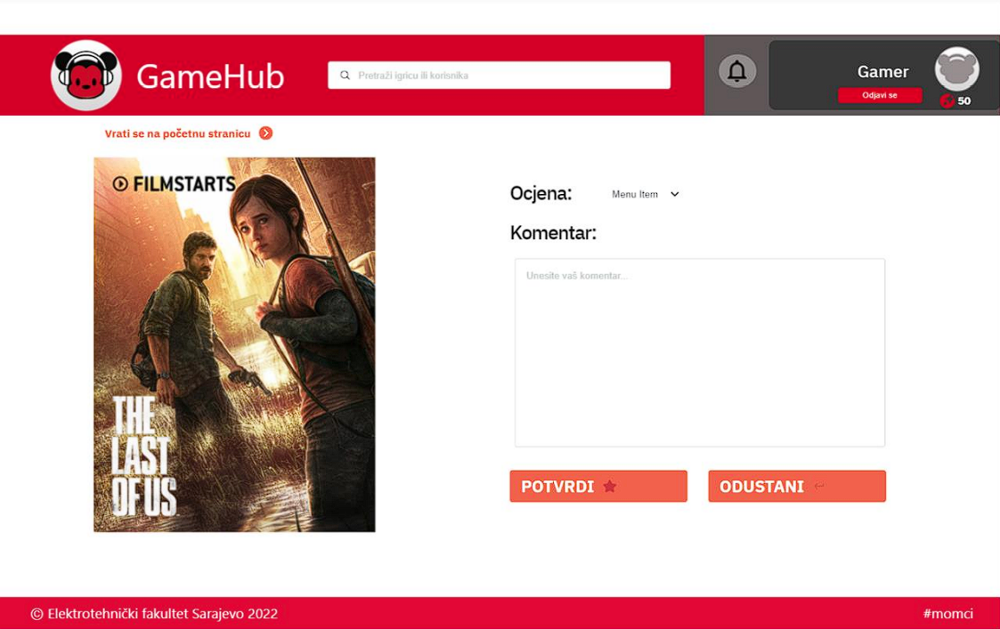 GameHub
Pretraži igricu ili korisnika
Gamer
Odjavi se
50
Vrati se na početnu stranicu
FILMSTARTS
THE
LAST
OF US
Ocjena:
Menu Item
Komentar:
Unesite vaš komentar...
POTVRDI
ODUSTANI
© Elektrotehnički fakultet Sarajevo 2022
#momci